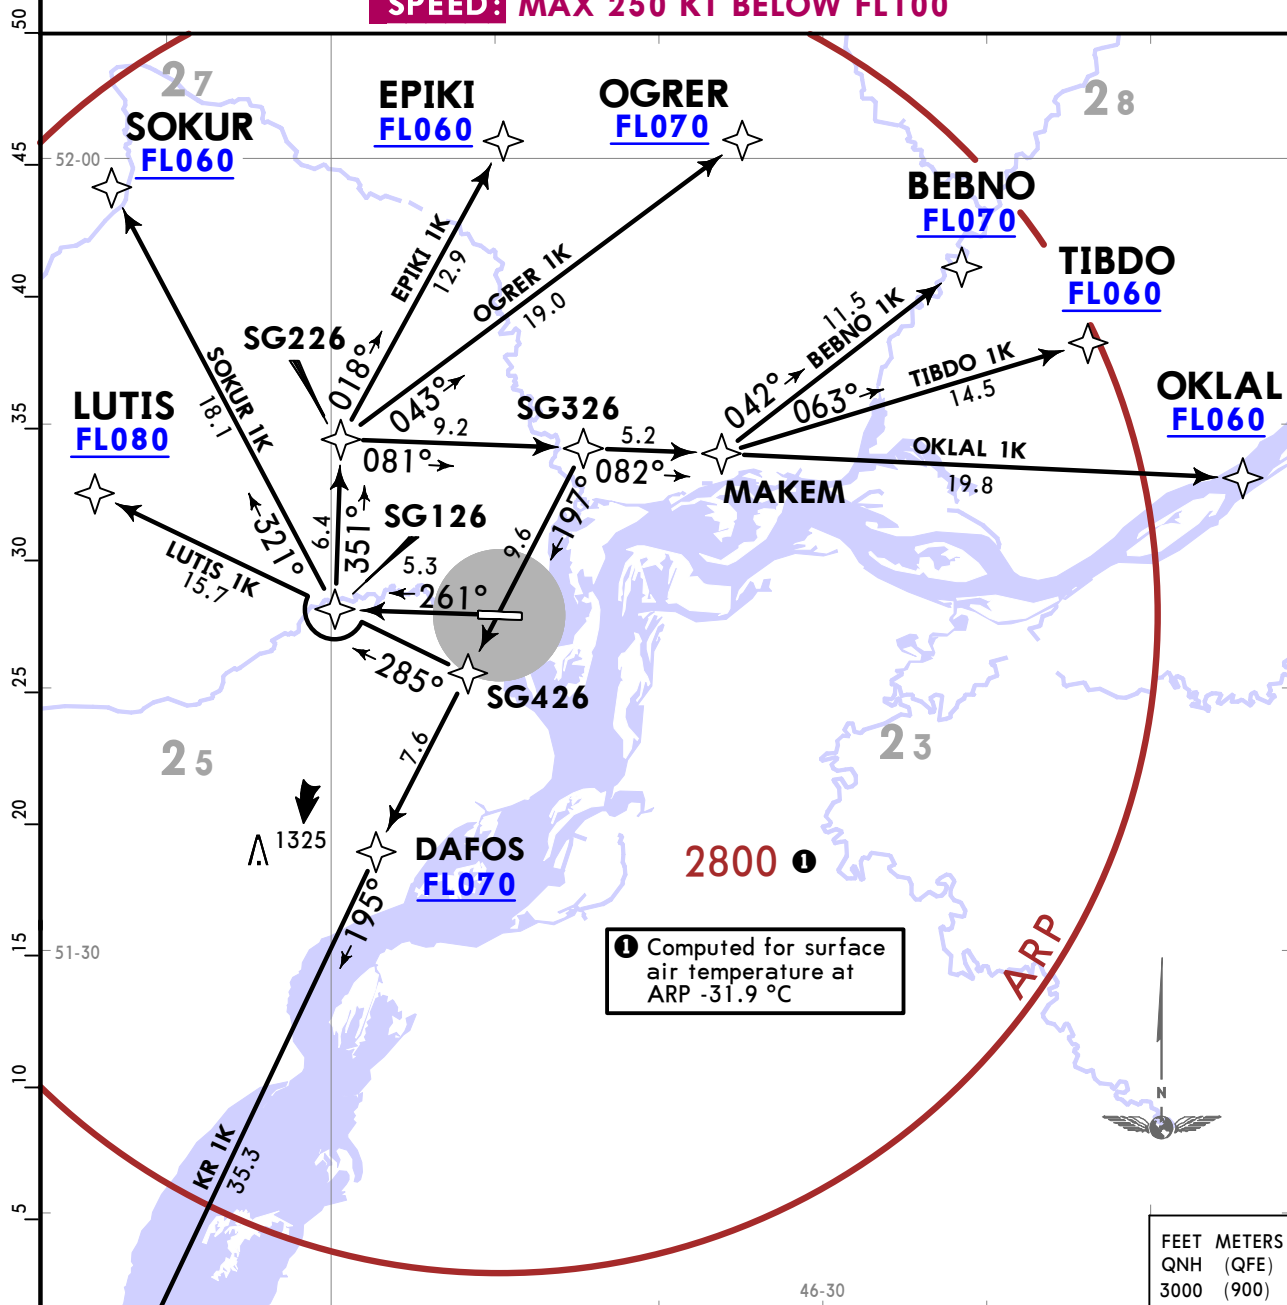 SPEED: MAX 250 KT BELOW FL100
50
45
40
35
30
25
20
15
10
5
27
28
25
23
52-00
51-30
46-30
SOKUR
FL060
EPIKI
FL060
OGRER
FL070
BEBNO
FL070
TIBDO
FL060
OKLAL
FL060
LUTIS
FL080
SG226
018°
EPIKI 1K
12.9
043°
OGRER 1K
19.0
SOKUR 1K
18.1
321°
LUTIS 1K
15.7
6.4
351°
SG126
5.3
261°
081°
9.2
SG326
5.2
082°
MAKEM
042°
11.5
BEBNO 1K
063°
TIBDO 1K
14.5
OKLAL 1K
19.8
197°
9.6
285°
SG426
7.6
1325
DAFOS
FL070
195°
KR 1K
35.3
2800 1
1 Computed for surface
air temperature at
ARP -31.9 °C
ARP
N
FEET METERS
QNH (QFE)
3000 (900)